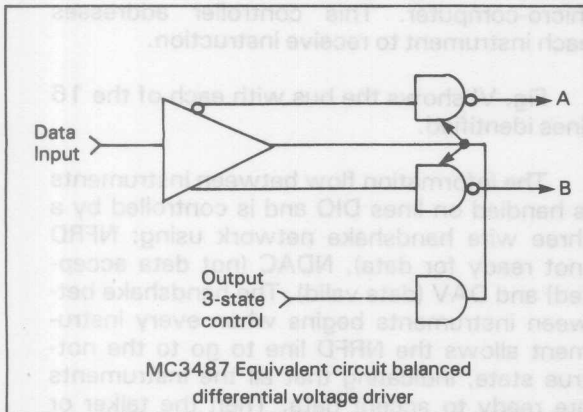 micro-computer. This controller addresses
each instrument to receive instruction.
Fig. VI shows the bus with each of the 16
lines identified.
The information flow between instruments
is handled on lines DIO and is controlled by a
three wire handshake network using: NFRD
(not ready for data), NDAC (not data accep-
ted) and DAV (data valid). The handshake bet-
ween instruments begins when every instru-
ment allows the NRFD line to go to the not-
true state, indicating that all the instruments
are ready to accept data. Then the talker or
A
Data
Input
B
Output
3-state
control
MC3487 Equivalent circuit balanced
differential voltage driver